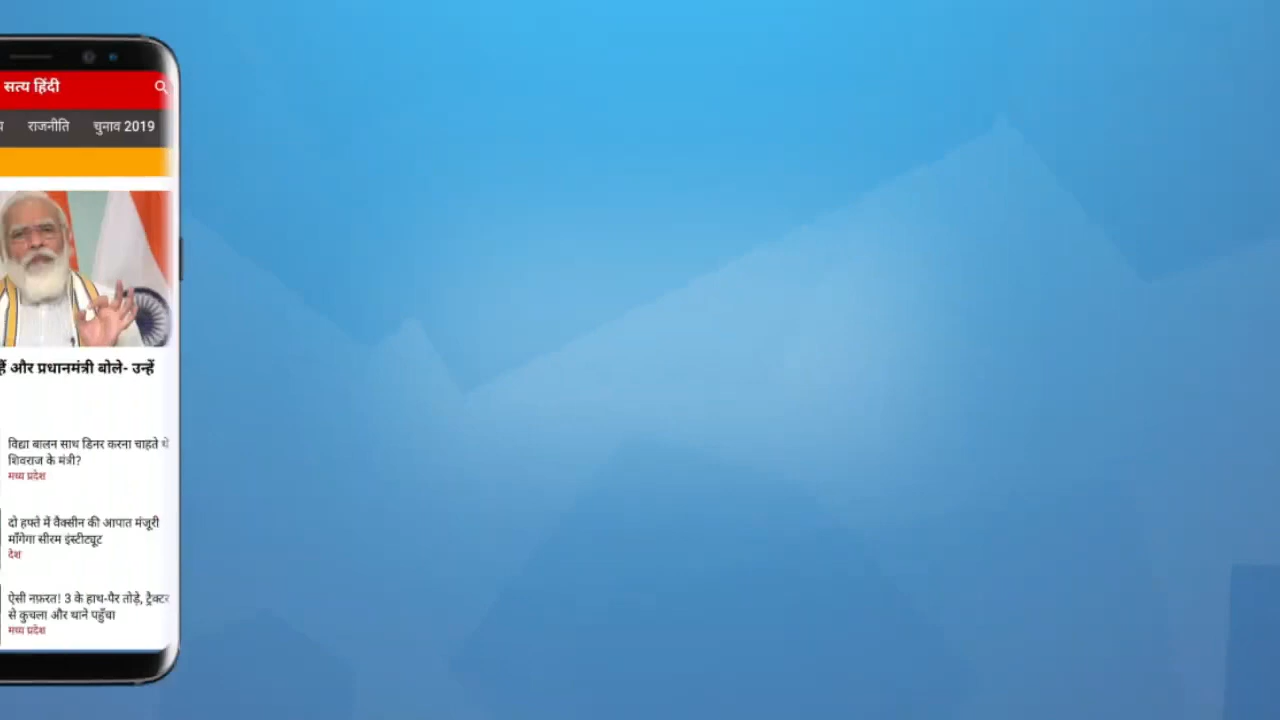 सत्य हिंदी
राजनीति चुनाव 2019
और प्रधानमंत्री बोले- उन्हें
विद्या बालन साथ डिनर करना चाहते थे
शिवराज के मंत्री?
मध्य प्रदेश
दो हफ्ते में वैक्सीन की आपात मंजूरी
माँगेगा सीरम इंस्टीट्यूट
देश
ऐसी नफ़रत! 3 के हाथ-पैर तोड़े, ट्रैक्टर
से कुचला और थाने पहुँचा
मध्य प्रदेश